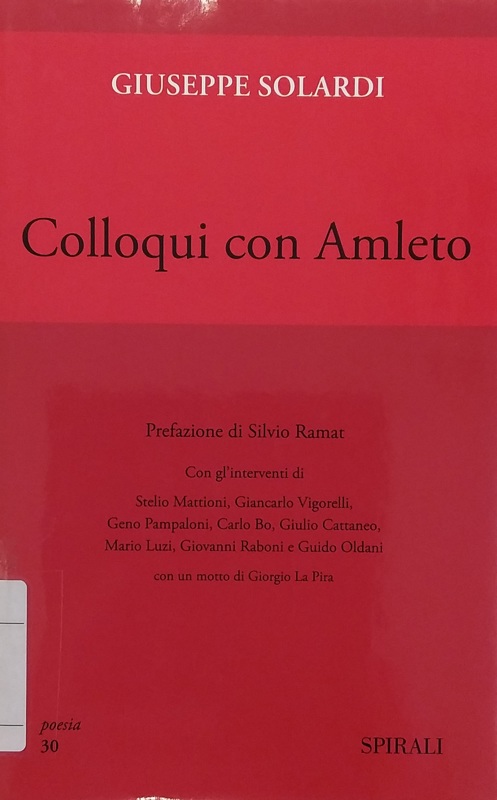 GIUSEPPE SOLARDI
Colloqui con Amleto
Prefazione di Silvio Ramat
Con gl'interventi di
Stelio Mattioni, Giancarlo Vigorelli,
Geno Pampaloni, Carlo Bo, Giulio Cattaneo,
Mario Luzi, Giovanni Raboni e Guido Oldani
con un motto di Giorgio La Pira
poesia
30
SPIRALI